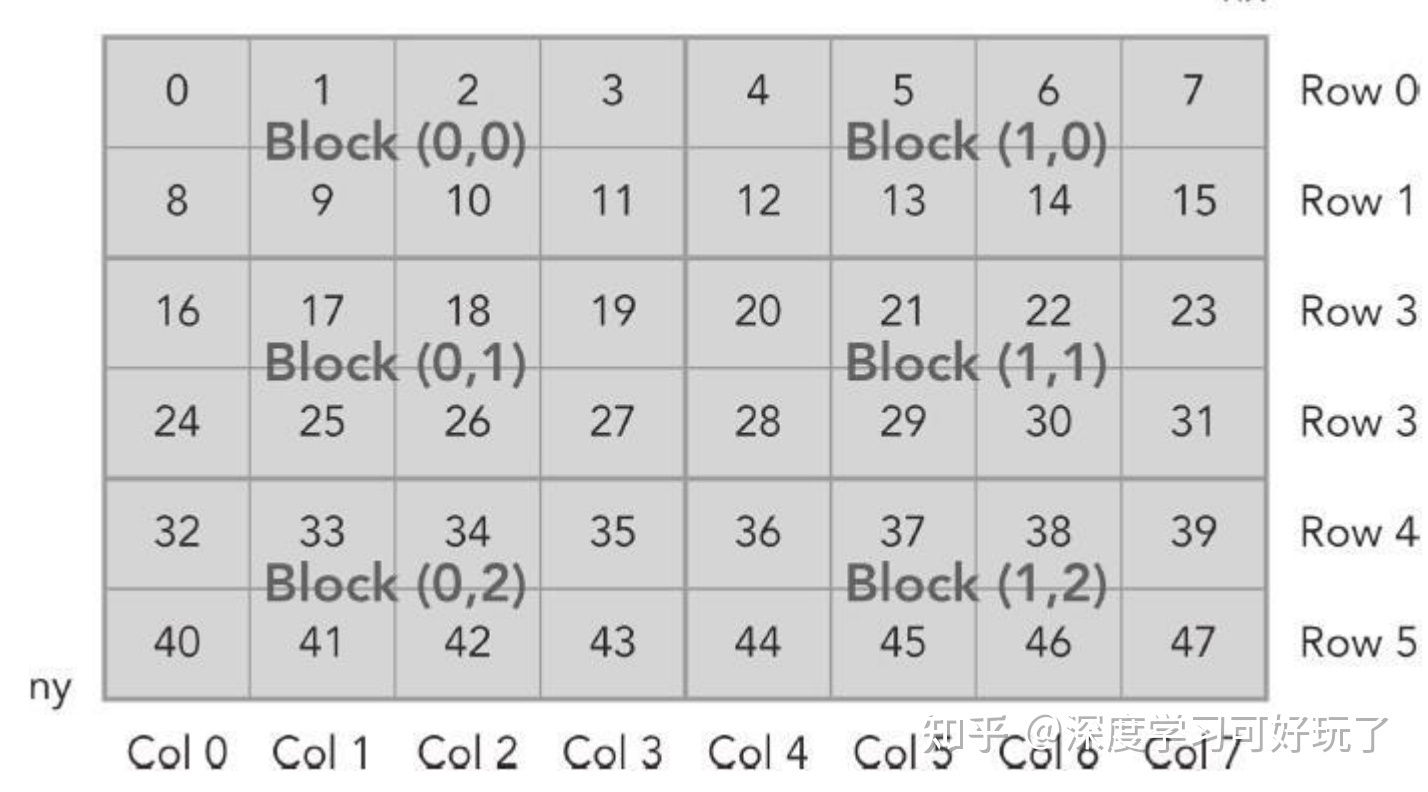 0 1 2 3 4 5 6 7 Row 0
Block (0,0) Block (1,0)
8 9 10 11 12 13 14 15 Row 1
16 17 18 19 20 21 22 23 Row 3
Block (0,1) Block (1,1)
24 25 26 27 28 29 30 31 Row 3
32 33 34 35 36 37 38 39 Row 4
Block (0,2) Block (1,2)
40 41 42 43 44 45 46 47 Row 5
ny
Col 0 Col 1 Col 2 Col 3 Col 4 Col 5 Col 6 Col 7
知乎 @深度学习可好玩了